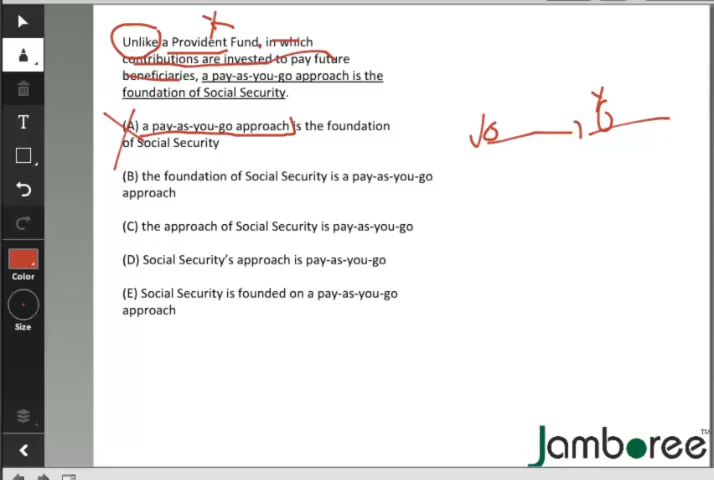 Unlike a Provident Fund, in which
contributions are invested to pay future
beneficiaries, a pay-as-you-go approach is the
foundation of Social Security.
(A) a pay-as-you-go approach is the foundation
of Social Security
(B) the foundation of Social Security is a pay-as-you-go
approach
(C) the approach of Social Security is pay-as-you-go
(D) Social Security's approach is pay-as-you-go
(E) Social Security is founded on a pay-as-you-go
approach
T
Color
Size
Jamboree™